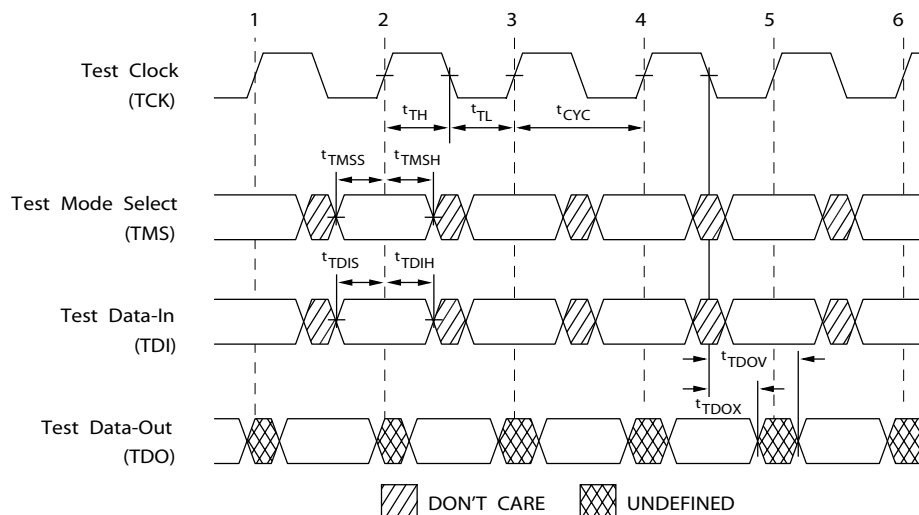 1 2 3 4 5 6
Test Clock
(TCK)
tTH tTL tCYC
tTMSS tTMSH
Test Mode Select
(TMS)
tTDIS tTDIH
Test Data-In
(TDI)
tTDOV
tTDOX
Test Data-Out
(TDO)
DON'T CARE UNDEFINED